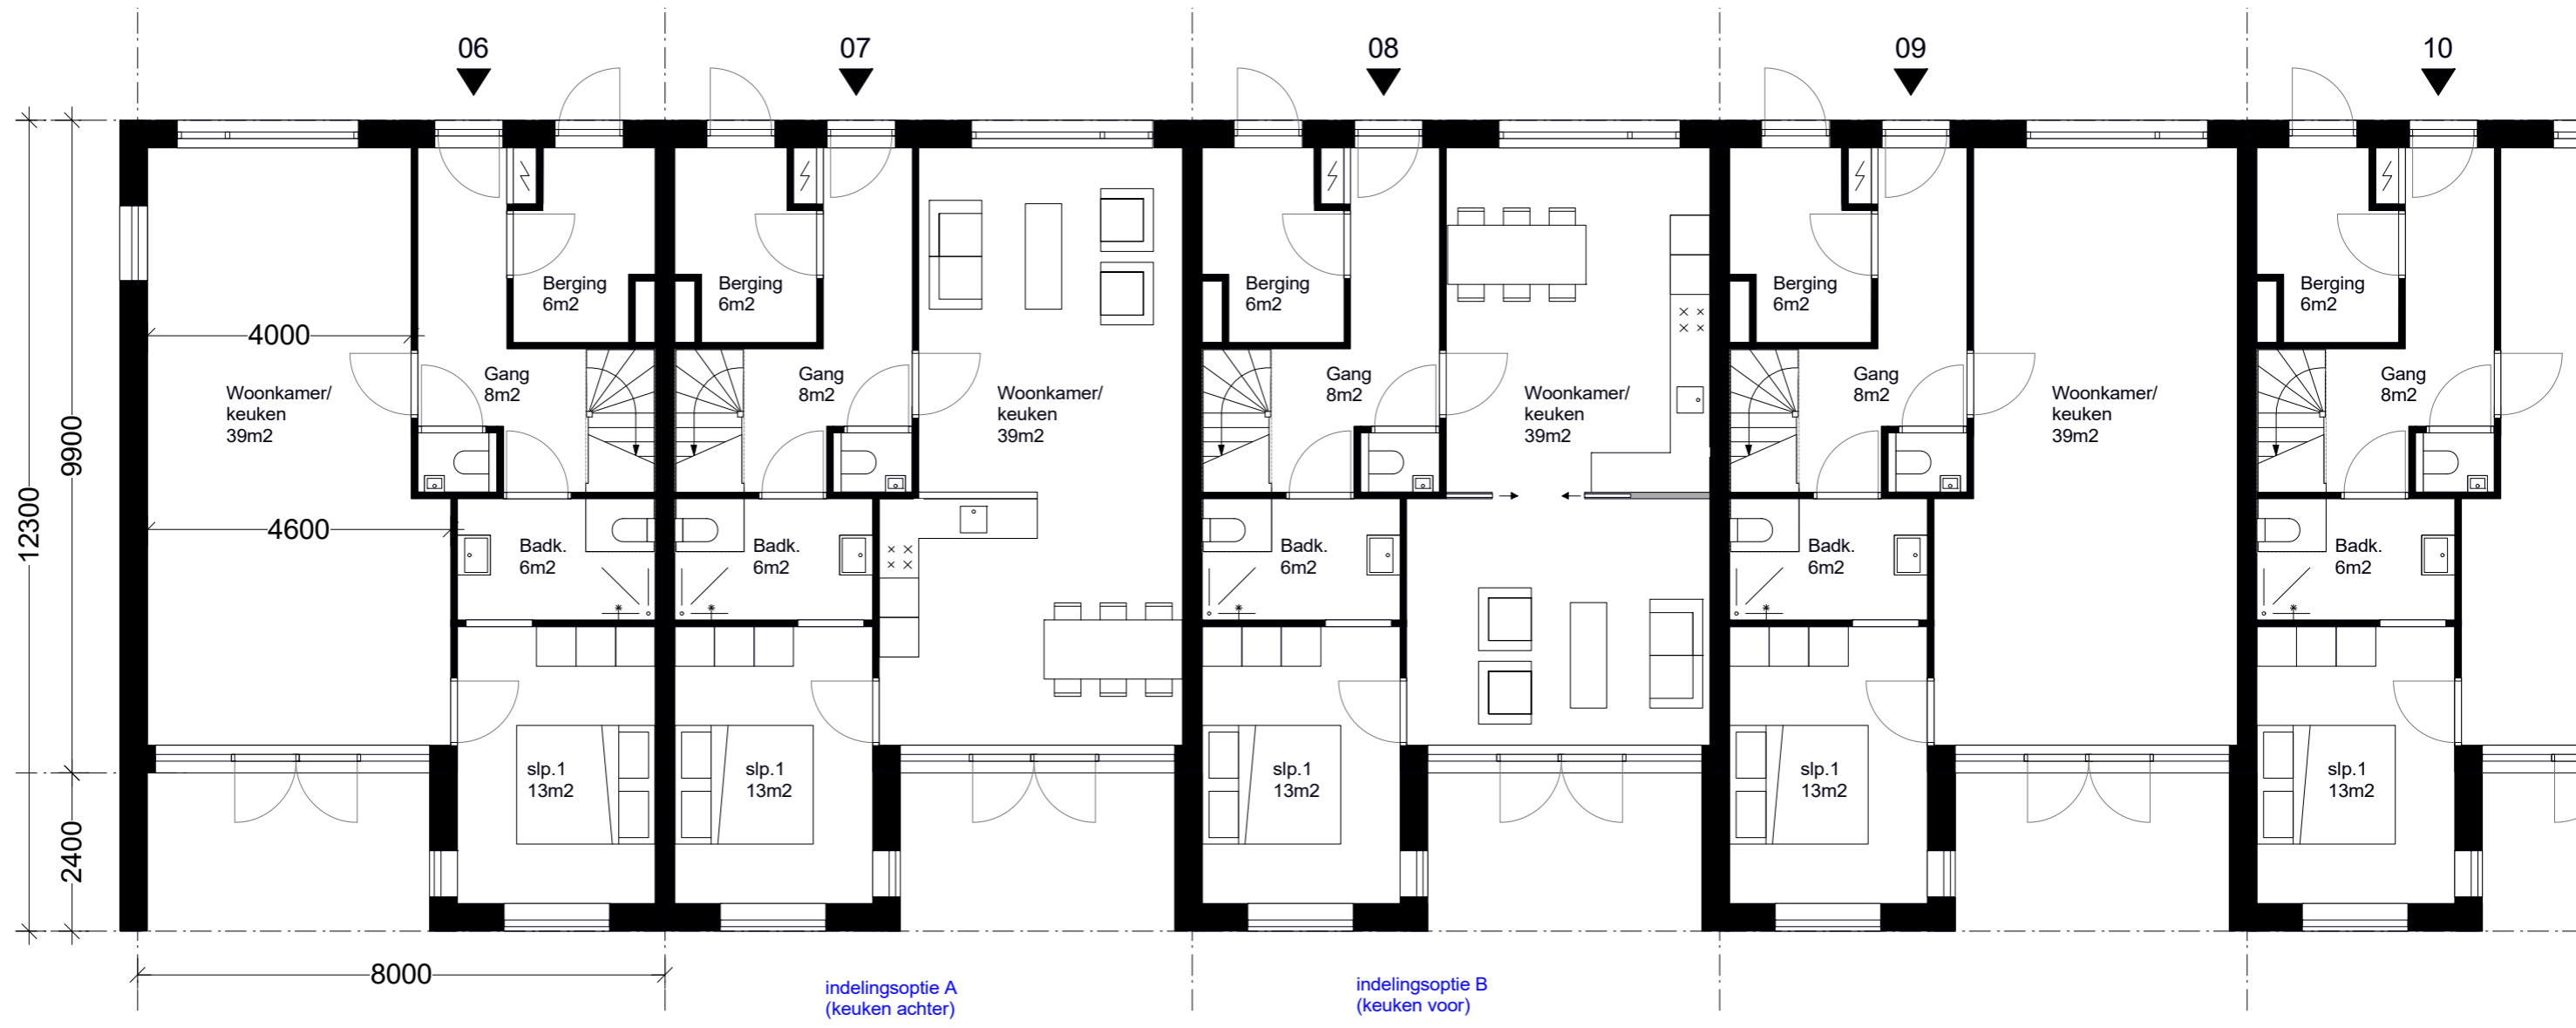 06
07
08
09
10
Berging
6m2
Berging
6m2
Berging
6m2
Berging
6m2
Berging
6m2
4000
Gang
8m2
Gang
8m2
Gang
8m2
Gang
8m2
Gang
8m2
Woonkamer/
keuken
39m2
Woonkamer/
keuken
39m2
Woonkamer/
keuken
39m2
Woonkamer/
keuken
39m2
9900
12300
4600
Badk.
6m2
Badk.
6m2
Badk.
6m2
Badk.
6m2
Badk.
6m2
slp.1
13m2
slp.1
13m2
slp.1
13m2
slp.1
13m2
slp.1
13m2
2400
8000
indelingsoptie A
(keuken achter)
indelingsoptie B
(keuken voor)